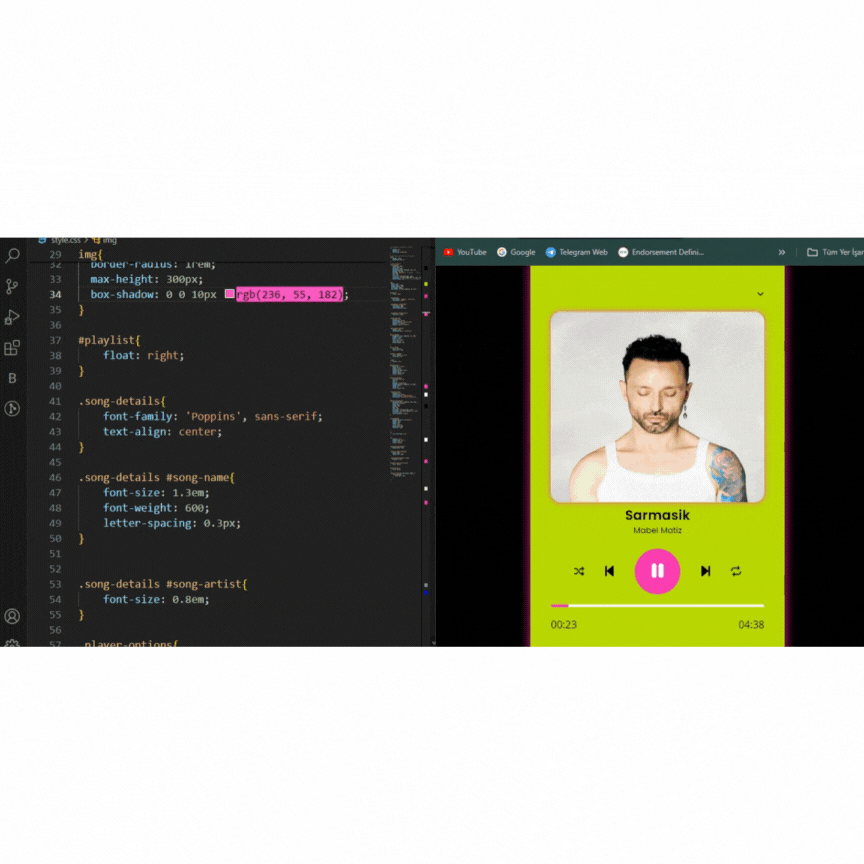 style.css > img
29 img{
32 border-radius: 1rem;
33 max-height: 300px;
34 box-shadow: 0 0 10px rgb(236, 55, 182);
35 }
36
37 #playlist{
38 float: right;
39 }
40
41 .song-details{
42 font-family: 'Poppins', sans-serif;
43 text-align: center;
44 }
45
46 .song-details #song-name{
47 font-size: 1.3em;
48 font-weight: 600;
49 letter-spacing: 0.3px;
50 }
51
52
53 .song-details #song-artist{
54 font-size: 0.8em;
55 }
56
57 .player-options{
B
YouTube Google Telegram Web Endorsement Defini... » Tüm Yer İşar
Sarmasik
Mabel Matiz
00:23 04:38